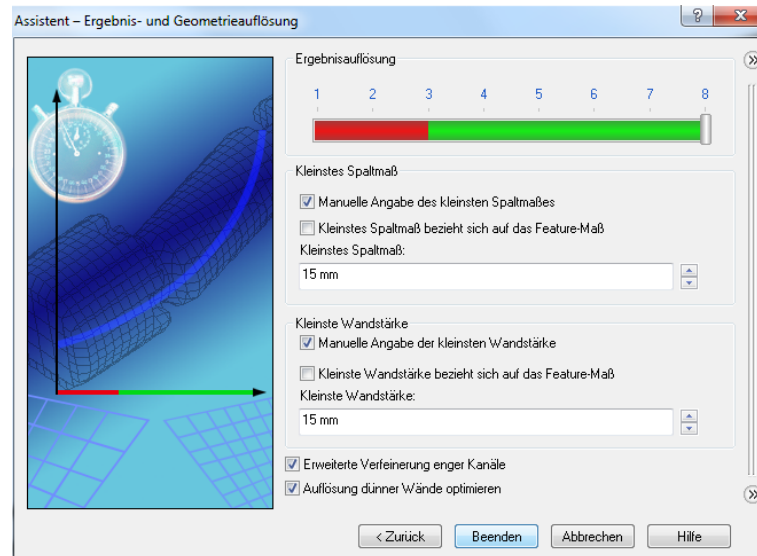 Assistent – Ergebnis- und Geometrieauflösung
Ergebnisauflösung
1 2 3 4 5 6 7 8
Kleinstes Spaltmaß
Manuelle Angabe des kleinsten Spaltmaßes
Kleinstes Spaltmaß bezieht sich auf das Feature-Maß
Kleinstes Spaltmaß:
15 mm
Kleinste Wandstärke
Manuelle Angabe der kleinsten Wandstärke
Kleinste Wandstärke bezieht sich auf das Feature-Maß
Kleinste Wandstärke:
15 mm
Erweiterte Verfeinerung enger Kanäle
Auflösung dünner Wände optimieren
< Zurück Beenden Abbrechen Hilfe